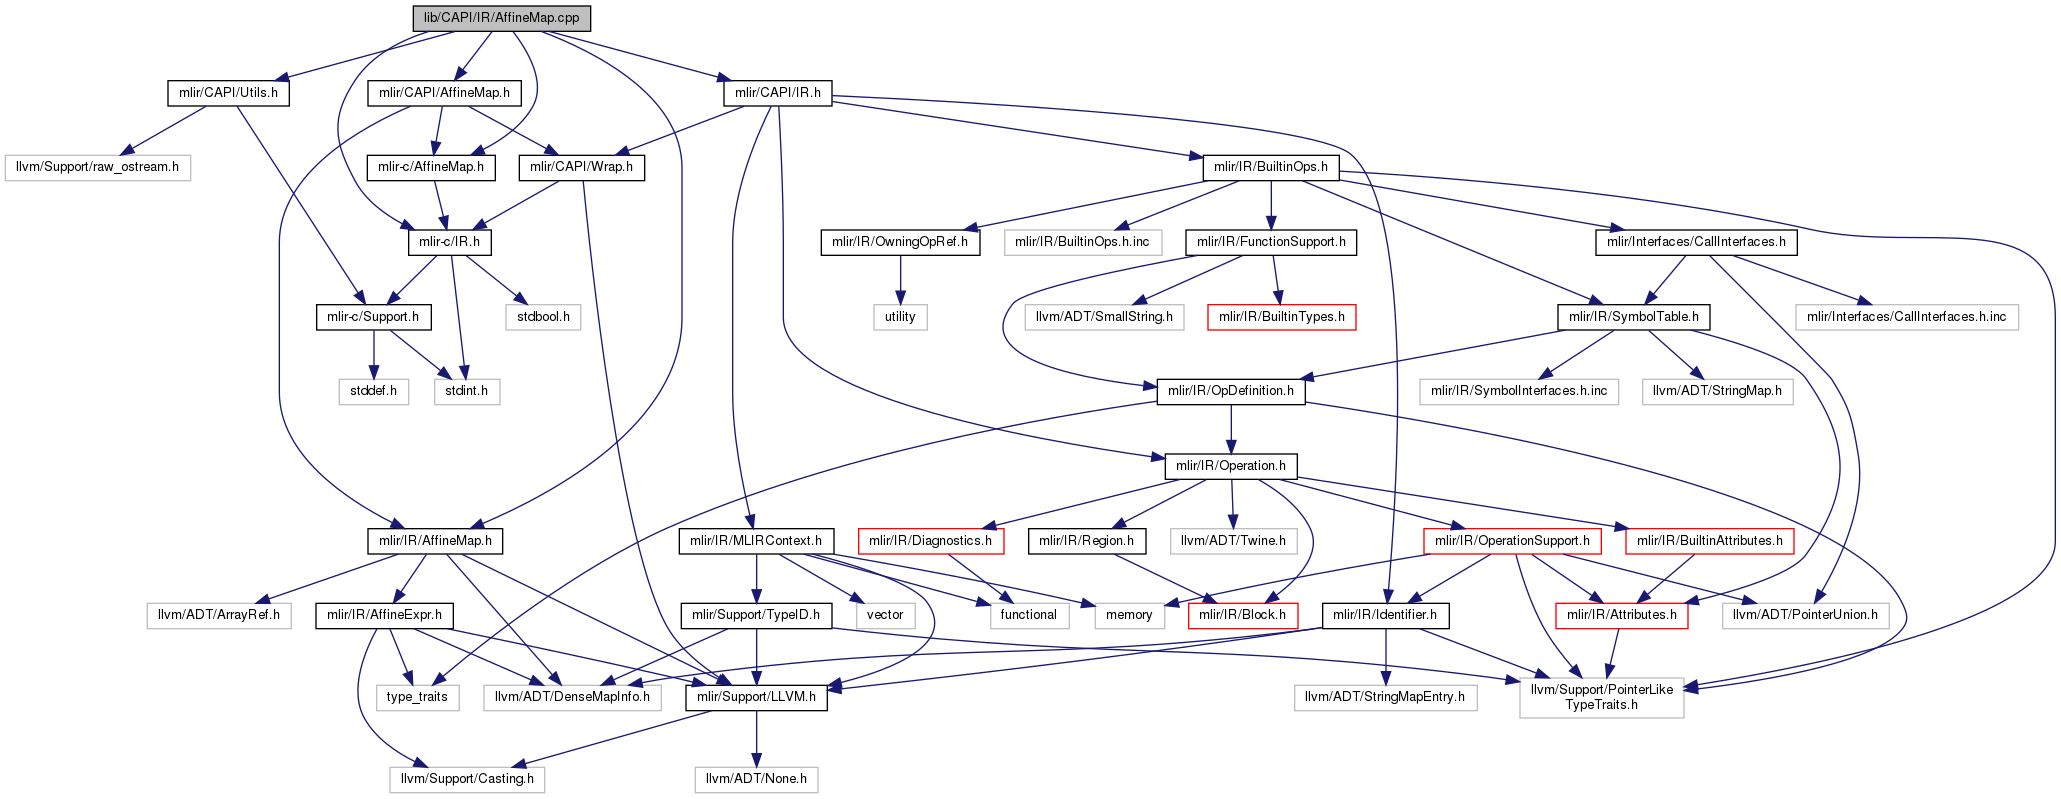 lib/CAPI/IR/AffineMap.cpp
mlir/CAPI/Utils.h
mlir/CAPI/AffineMap.h
mlir/CAPI/IR.h
llvm/Support/raw_ostream.h
mlir-c/AffineMap.h
mlir/CAPI/Wrap.h
mlir/IR/BuiltinOps.h
mlir-c/IR.h
mlir/IR/OwningOpRef.h
mlir/IR/BuiltinOps.h.inc
mlir/IR/FunctionSupport.h
mlir/Interfaces/CallInterfaces.h
mlir-c/Support.h
stdbool.h
utility
llvm/ADT/SmallString.h
mlir/IR/BuiltinTypes.h
mlir/IR/SymbolTable.h
mlir/Interfaces/CallInterfaces.h.inc
stddef.h
stdint.h
mlir/IR/OpDefinition.h
mlir/IR/SymbolInterfaces.h.inc
llvm/ADT/StringMap.h
mlir/IR/Operation.h
mlir/IR/AffineMap.h
mlir/IR/MLIRContext.h
mlir/IR/Diagnostics.h
mlir/IR/Region.h
llvm/ADT/Twine.h
mlir/IR/OperationSupport.h
mlir/IR/BuiltinAttributes.h
llvm/ADT/ArrayRef.h
mlir/IR/AffineExpr.h
mlir/Support/TypeID.h
vector
functional
memory
mlir/IR/Block.h
mlir/IR/Identifier.h
mlir/IR/Attributes.h
llvm/ADT/PointerUnion.h
type_traits
llvm/ADT/DenseMapInfo.h
mlir/Support/LLVM.h
llvm/ADT/StringMapEntry.h
llvm/Support/PointerLike
TypeTraits.h
llvm/Support/Casting.h
llvm/ADT/None.h